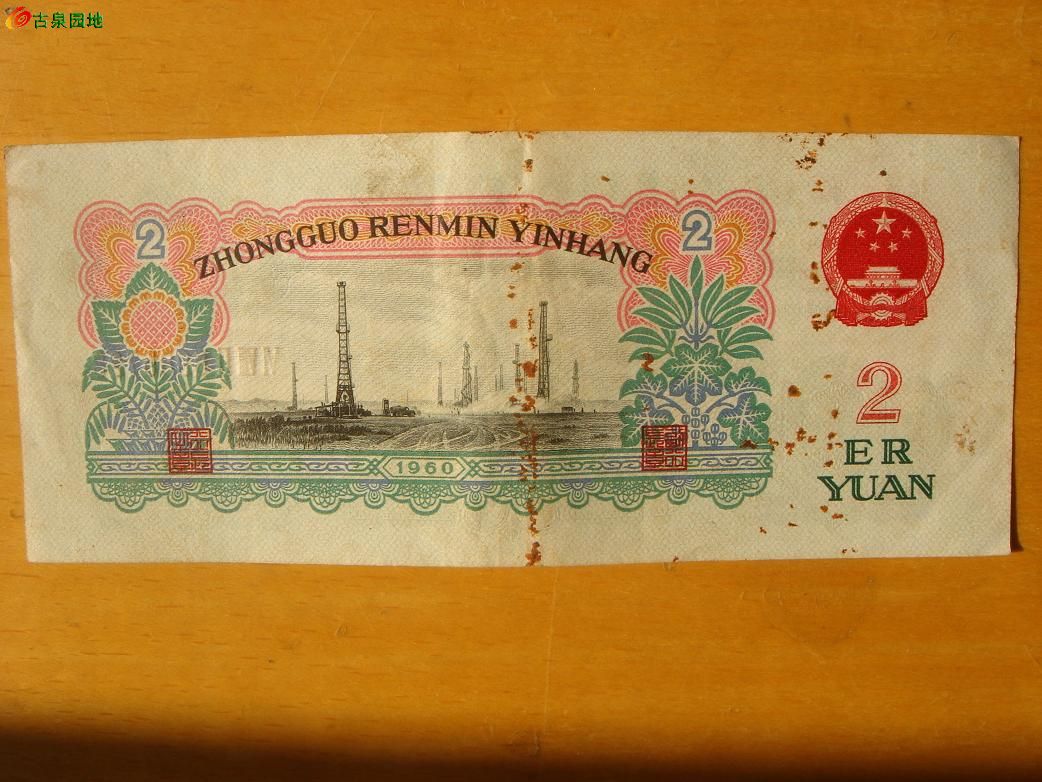 古泉园地
2
2
ZHONGGUO RENMIN YINHANG
2
ER
YUAN
1960